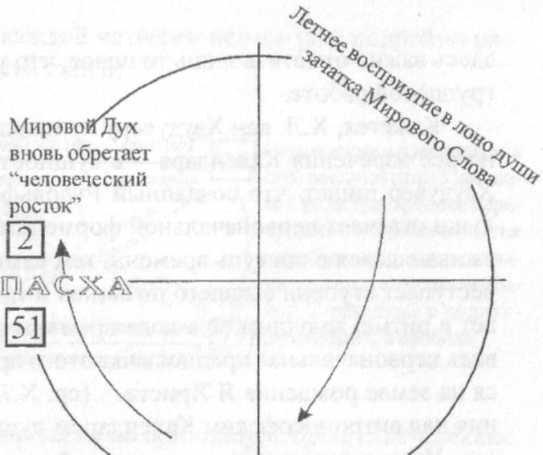 Летнее восприятие в лоно души
зачатка Мирового Слова
Мировой Дух
вновь обретает
“человеческий
росток”
2
ПАСХА
51